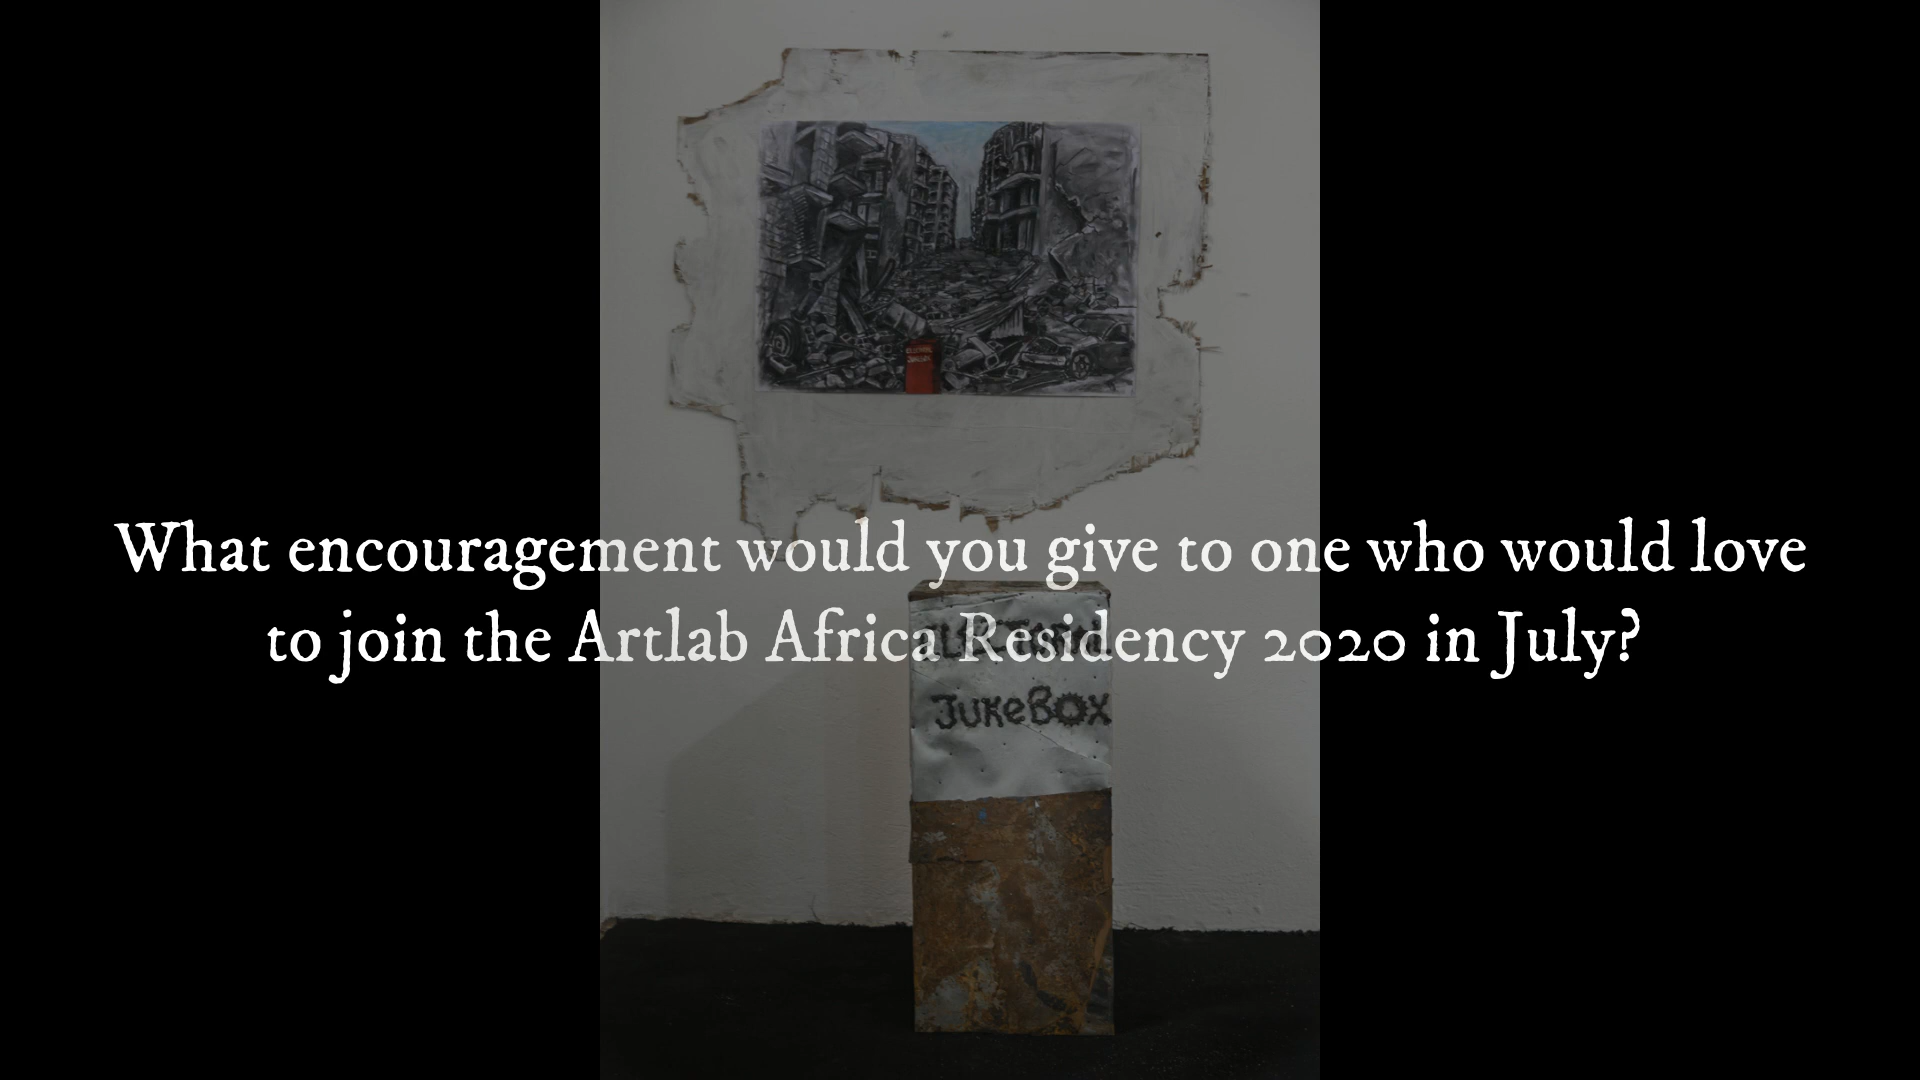 What encouragement would you give to one who would love
to join the Artlab Africa Residency 2020 in July?
JukeBox